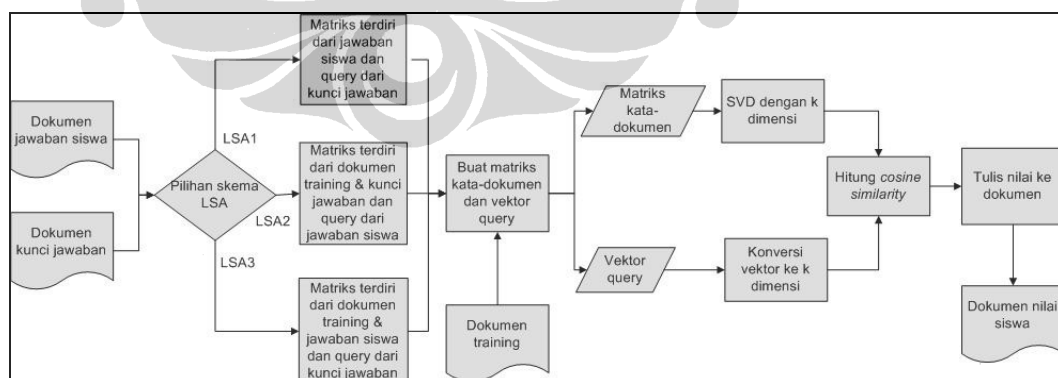 Dokumen
jawaban siswa
Dokumen
kunci jawaban
Pilihan skema
LSA
LSA1
LSA2
LSA3
Matriks terdiri
dari jawaban
siswa dan
query dari
kunci jawaban
Matriks terdiri
dari dokumen
training & kunci
jawaban dan
query dari
jawaban siswa
Matriks terdiri
dari dokumen
training &
jawaban siswa
dan query dari
kunci jawaban
Buat matriks
kata-dokumen
dan vektor
query
Dokumen
training
Matriks
kata-
dokumen
Vektor
query
SVD dengan k
dimensi
Konversi
vektor ke k
dimensi
Hitung cosine
similarity
Tulis nilai ke
dokumen
Dokumen nilai
siswa